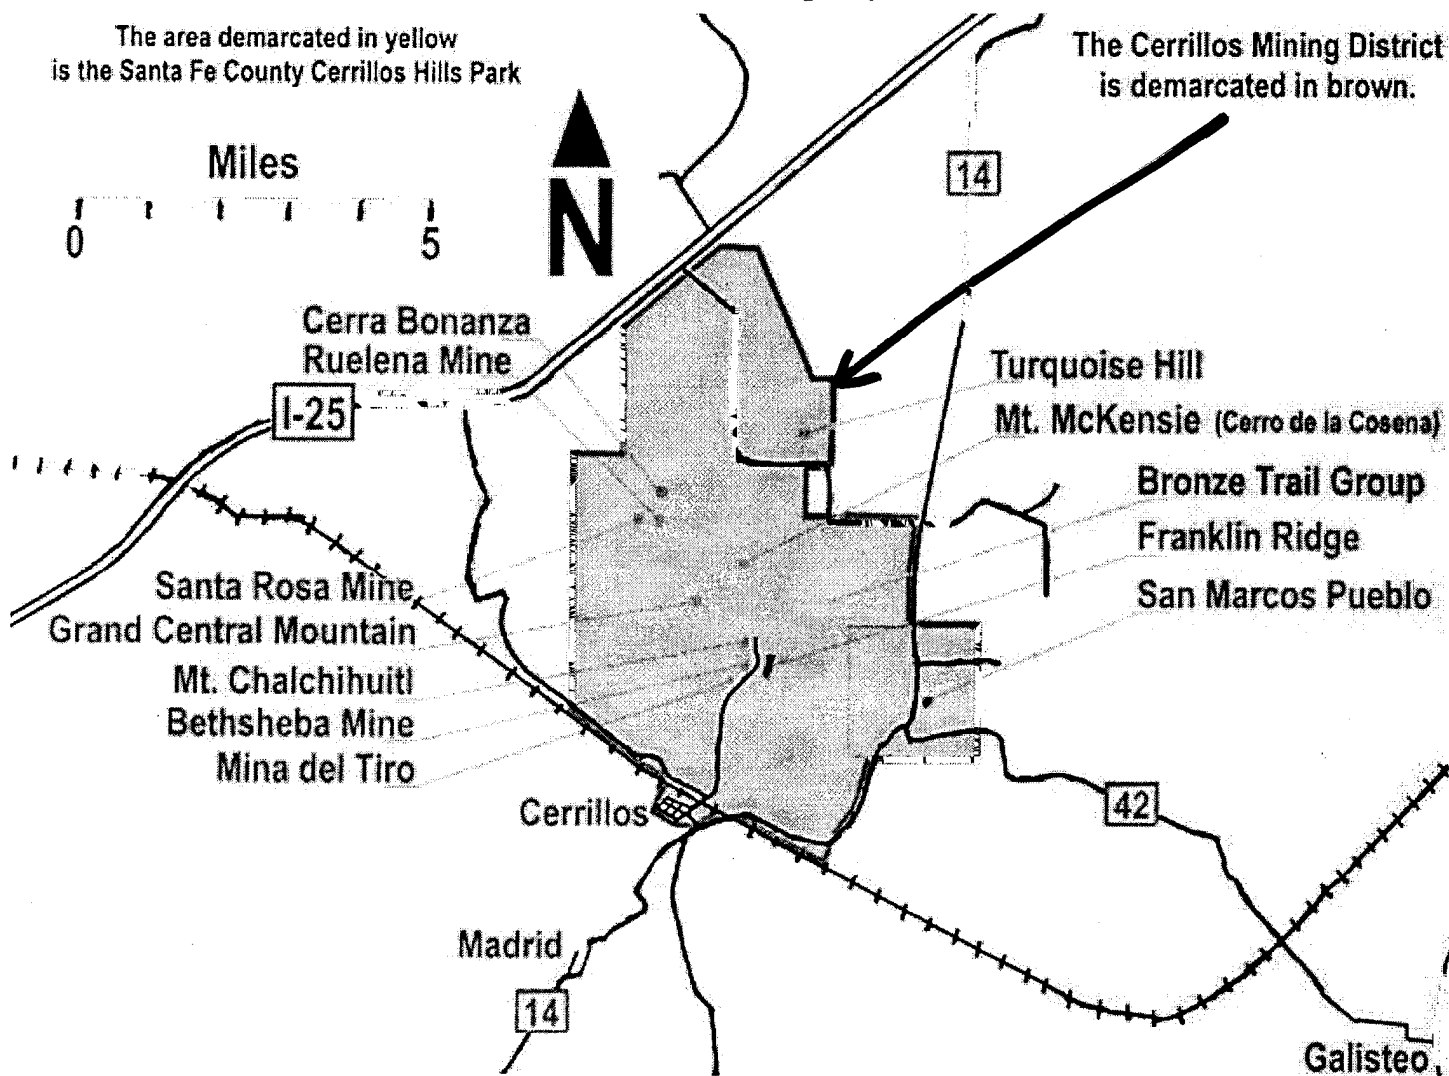 The area demarcated in yellow
is the Santa Fe County Cerrillos Hills Park
The Cerrillos Mining District
is demarcated in brown.
Miles
0
5
N
14
Cerra Bonanza
Ruelena Mine
I-25
Turquoise Hill
Mt. McKensie (Cerro de la Cosena)
Bronze Trail Group
Franklin Ridge
San Marcos Pueblo
Santa Rosa Mine
Grand Central Mountain
Mt. Chalchihuitl
Bethsheba Mine
Mina del Tiro
Cerrillos
42
Madrid
14
Galisteo